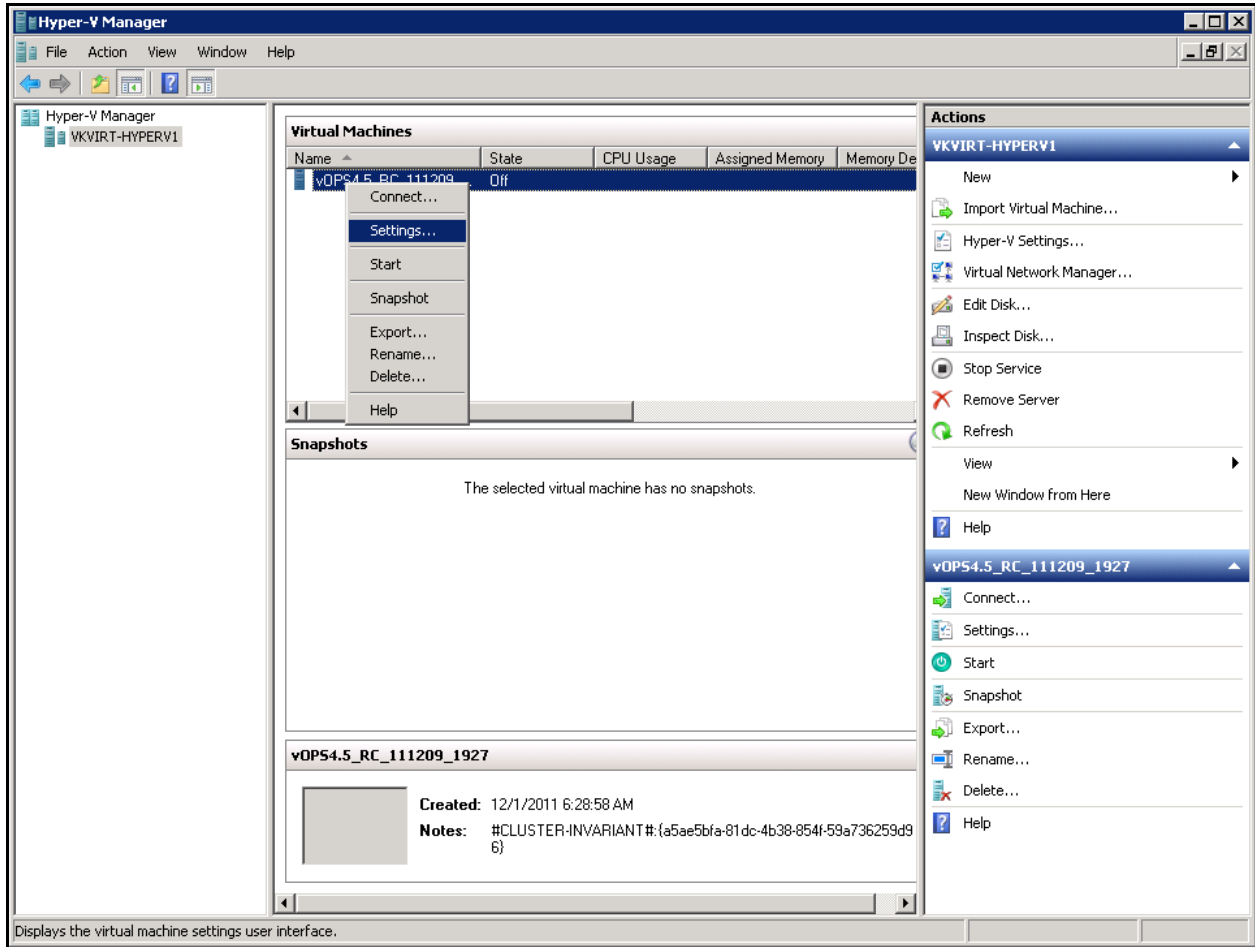 Hyper-V Manager
File Action View Window Help
Hyper-V Manager
VKVIRT-HYPERV1
Virtual Machines
Name State CPU Usage Assigned Memory Memory De
vOPS4.5_RC_111209_... Off
Connect...
Settings...
Start
Snapshot
Export...
Rename...
Delete...
Help
Snapshots
The selected virtual machine has no snapshots.
vOPS4.5_RC_111209_1927
Created: 12/1/2011 6:28:58 AM
Notes: #CLUSTER-INVARIANT#:{a5ae5bfa-81dc-4b38-854f-59a736259d9
6}
Actions
VKVIRT-HYPERV1
New
Import Virtual Machine...
Hyper-V Settings...
Virtual Network Manager...
Edit Disk...
Inspect Disk...
Stop Service
Remove Server
Refresh
View
New Window from Here
Help
vOPS4.5_RC_111209_1927
Connect...
Settings...
Start
Snapshot
Export...
Rename...
Delete...
Help
Displays the virtual machine settings user interface.